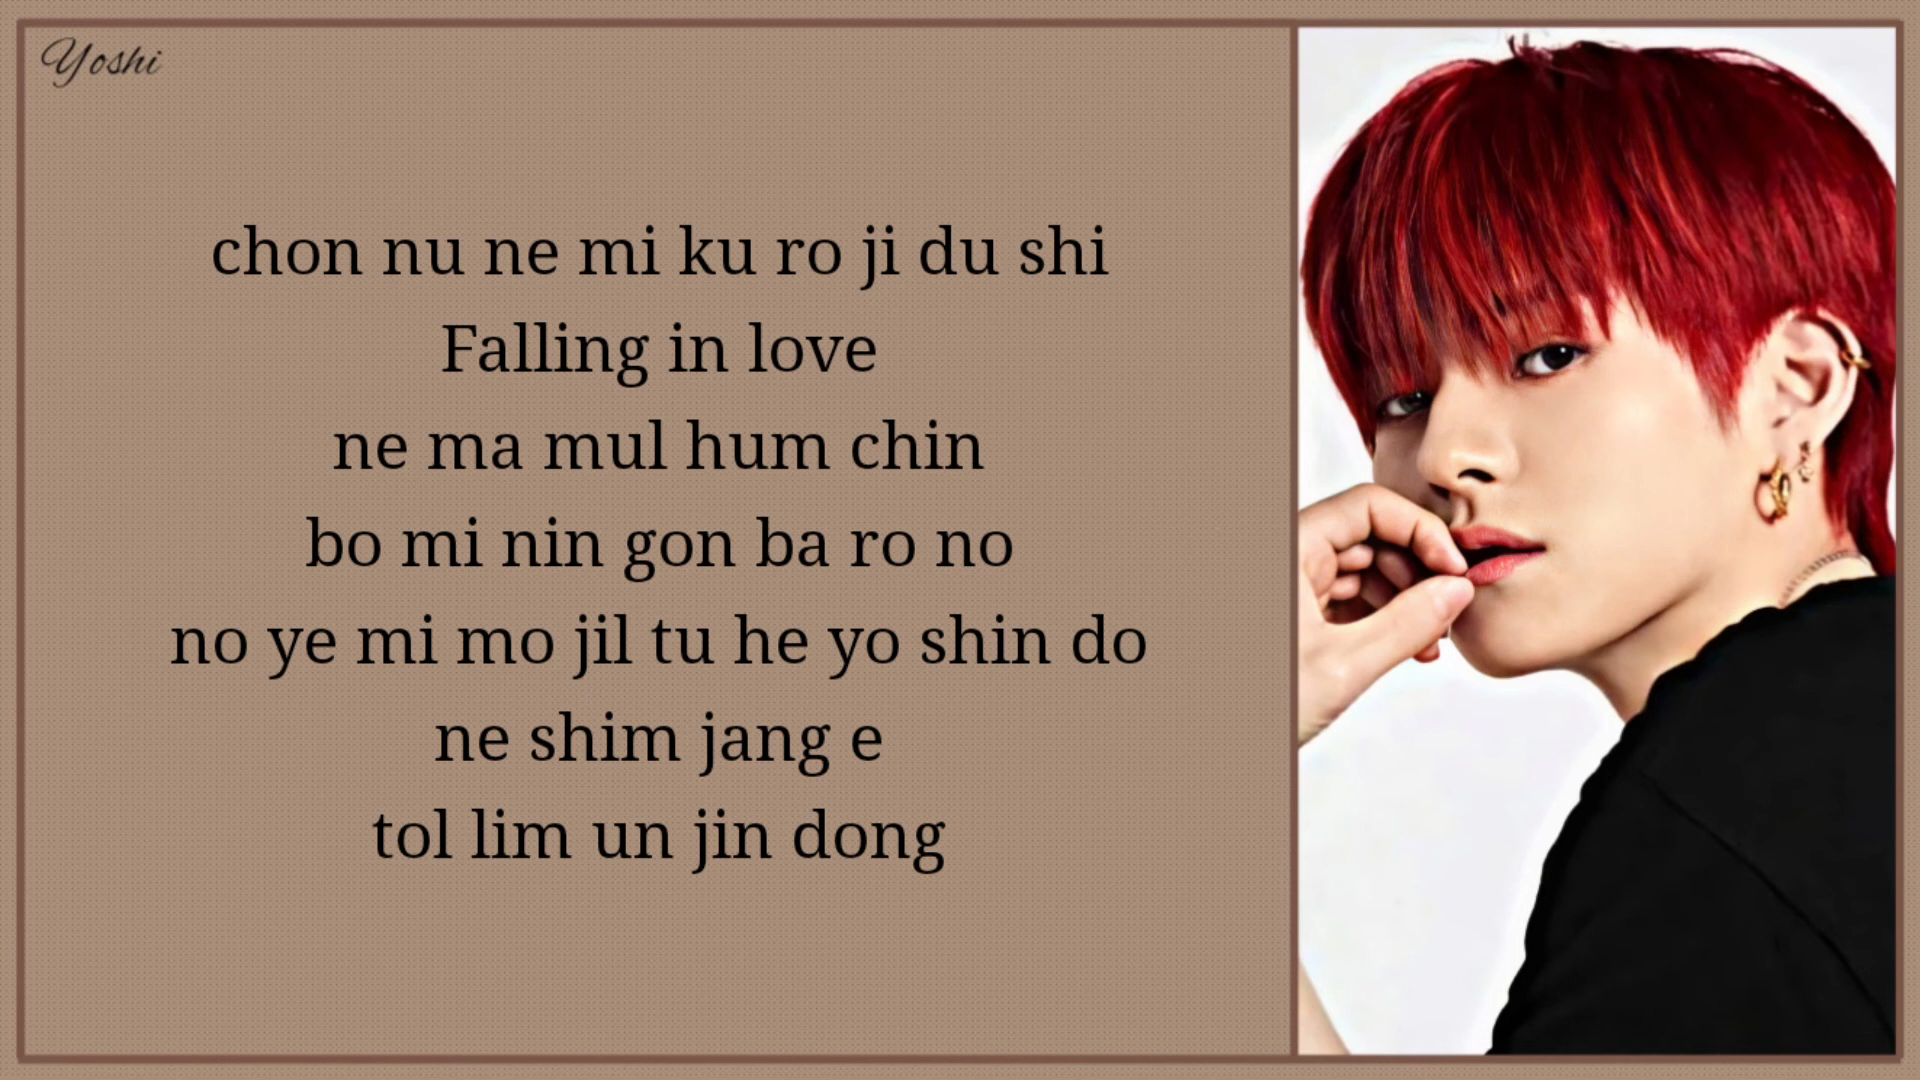 Yoshi
chon nu ne mi ku ro ji du shi
Falling in love
ne ma mul hum chin
bo mi nin gon ba ro no
no ye mi mo jil tu he yo shin do
ne shim jang e
tol lim un jin dong